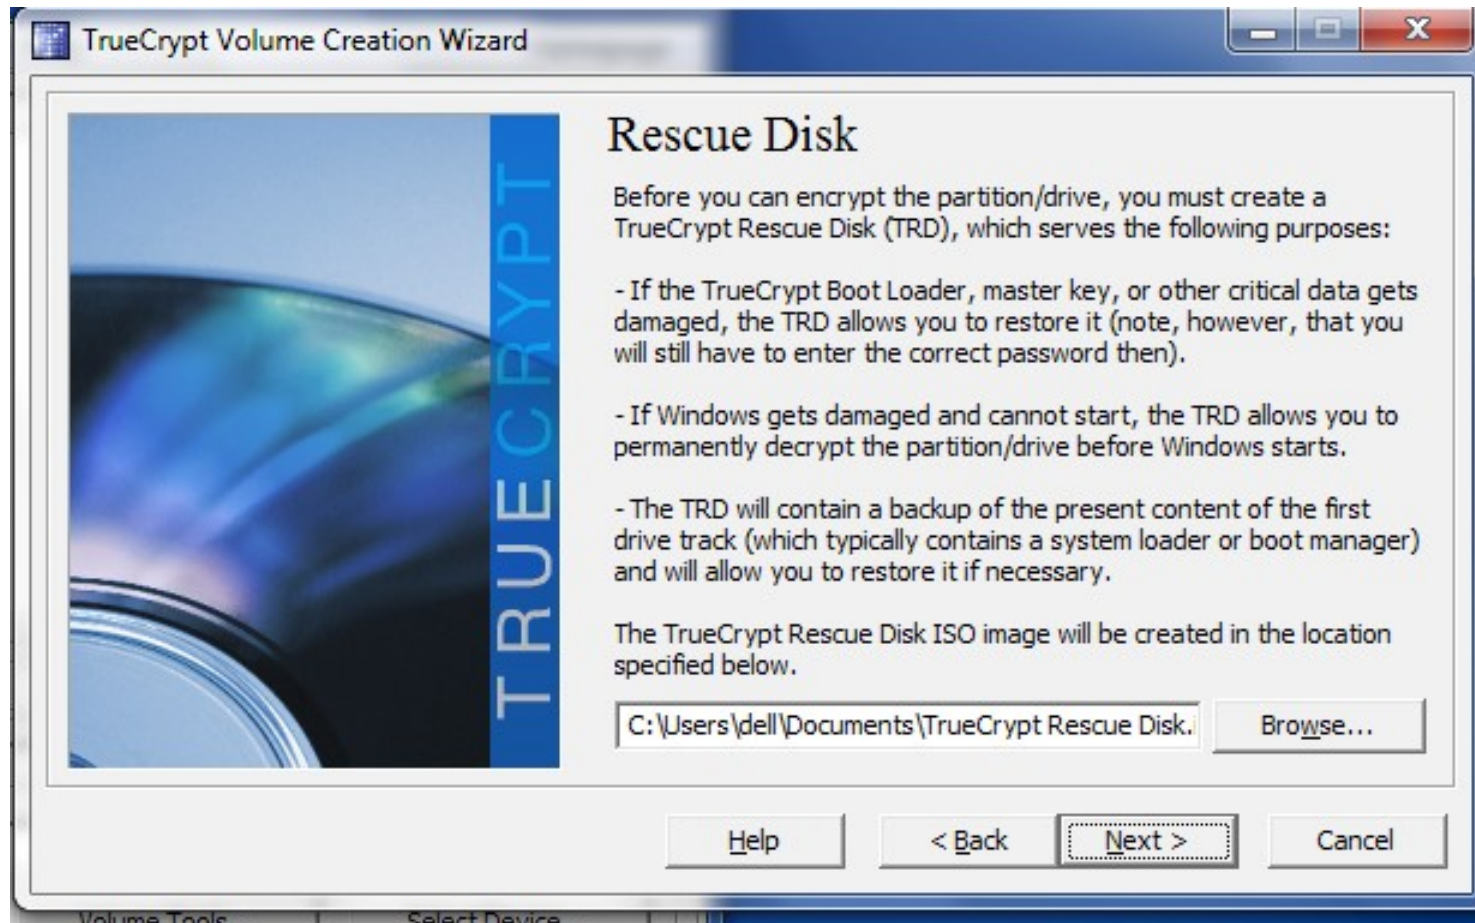 TrueCrypt Volume Creation Wizard
TRUECRYPT
Rescue Disk
Before you can encrypt the partition/drive, you must create a
TrueCrypt Rescue Disk (TRD), which serves the following purposes:
- If the TrueCrypt Boot Loader, master key, or other critical data gets
damaged, the TRD allows you to restore it (note, however, that you
will still have to enter the correct password then).
- If Windows gets damaged and cannot start, the TRD allows you to
permanently decrypt the partition/drive before Windows starts.
- The TRD will contain a backup of the present content of the first
drive track (which typically contains a system loader or boot manager)
and will allow you to restore it if necessary.
The TrueCrypt Rescue Disk ISO image will be created in the location
specified below.
C:\Users\dell\Documents\TrueCrypt Rescue Disk.i
Browse...
Help
< Back
Next >
Cancel
Volume Tools
Select Device